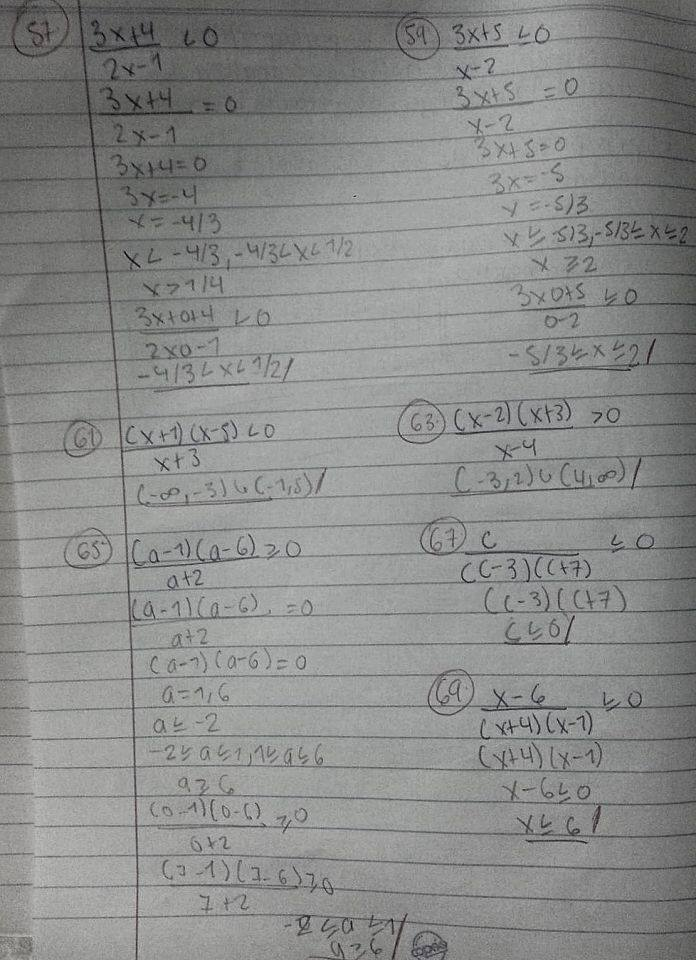 57. 3x+4 < 0
2x-1
3x+4 = 0
2x-1
3x+4=0
3x=-4
x= -4/3
x< -4/3, -4/3<x<1/2
x>1/4
3x+0+4 <0
2x0-1
-4/3<x<1/2/
59. 3x+5 ≤0
x-2
3x+5 = 0
x-2
3x+5=0
3x=-5
x=-5/3
x≤-5/3,-5/3≤x≤2
x≥2
3x0+5 ≤0
0-2
-5/3≤x≤2/
61. (x+1)(x-5)<0
x+3
(-∞,-3)∪(-1,5)/
63. (x-2)(x+3) >0
x-4
(-3,2)∪(4,∞)/
65. (a-1)(a-6)≥0
a+2
(a-1)(a-6) =0
a+2
(a-1)(a-6)=0
a=1,6
a≤-2
-2≤a≤1,1≤a≤6
a≥6
(0-1)(0-6) ≥0
0+2
(7-1)(7-6)≥0
7+2
-2≤a≤1/
a≥6/
67. c ≤0
(c-3)(c+7)
(c-3)(c+7)
c≤0/
69. x-6 ≤0
(x+4)(x-1)
(x+4)(x-1)
x-6≤0
x≤6/